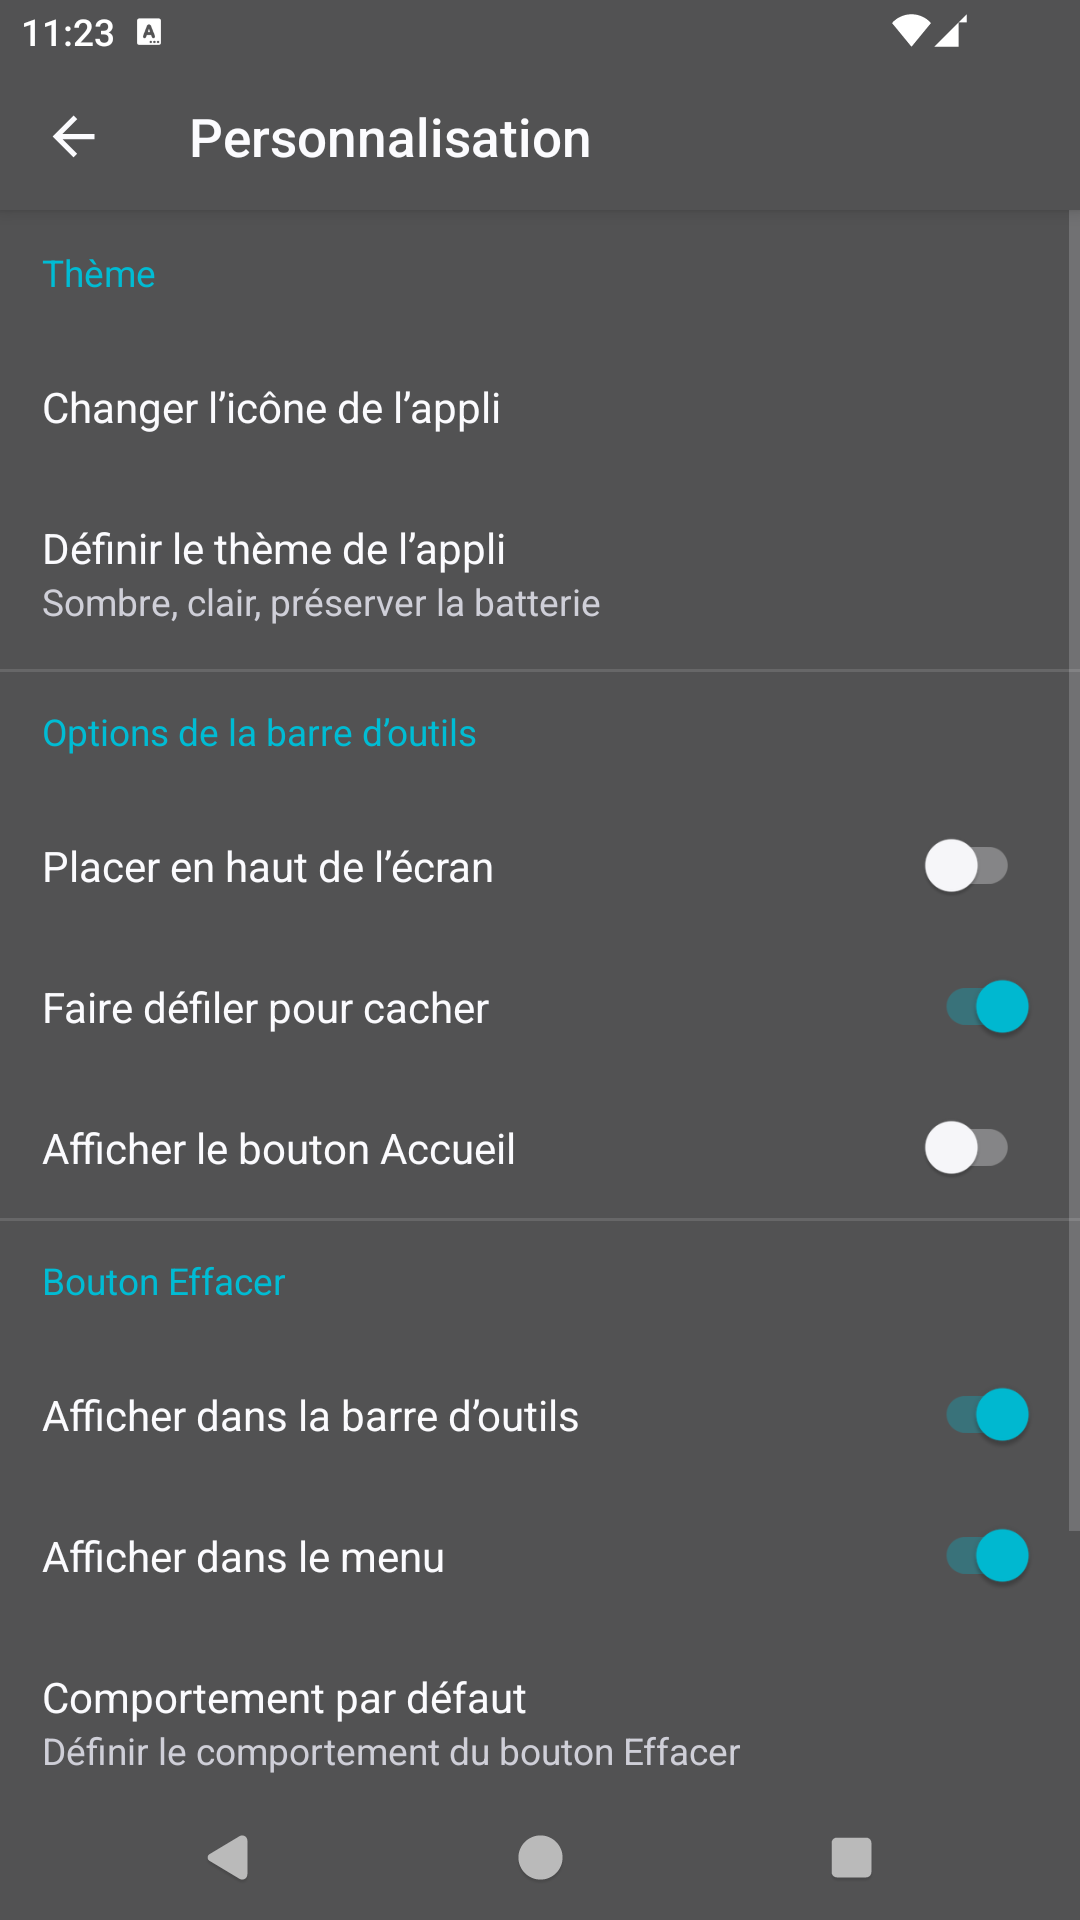 11:23
Personnalisation
Thème
Changer l’icône de l’appli
Définir le thème de l’appli
Sombre, clair, préserver la batterie
Options de la barre d’outils
Placer en haut de l’écran
Faire défiler pour cacher
Afficher le bouton Accueil
Bouton Effacer
Afficher dans la barre d’outils
Afficher dans le menu
Comportement par défaut
Définir le comportement du bouton Effacer